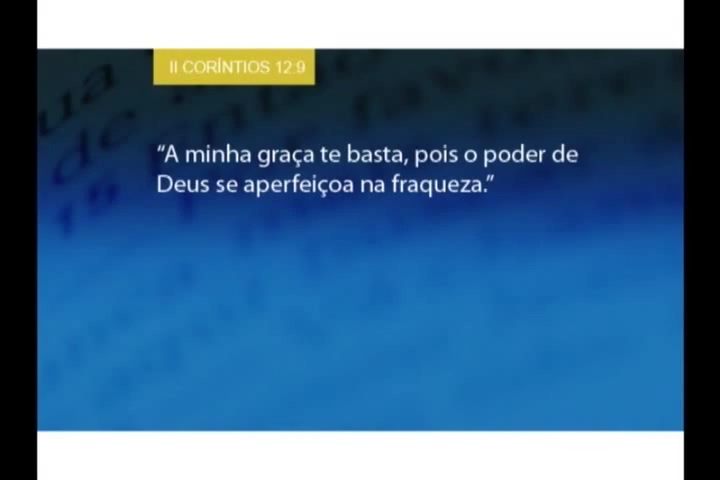 II CORÍNTIOS 12:9
“A minha graça te basta, pois o poder de
Deus se aperfeiçoa na fraqueza.”